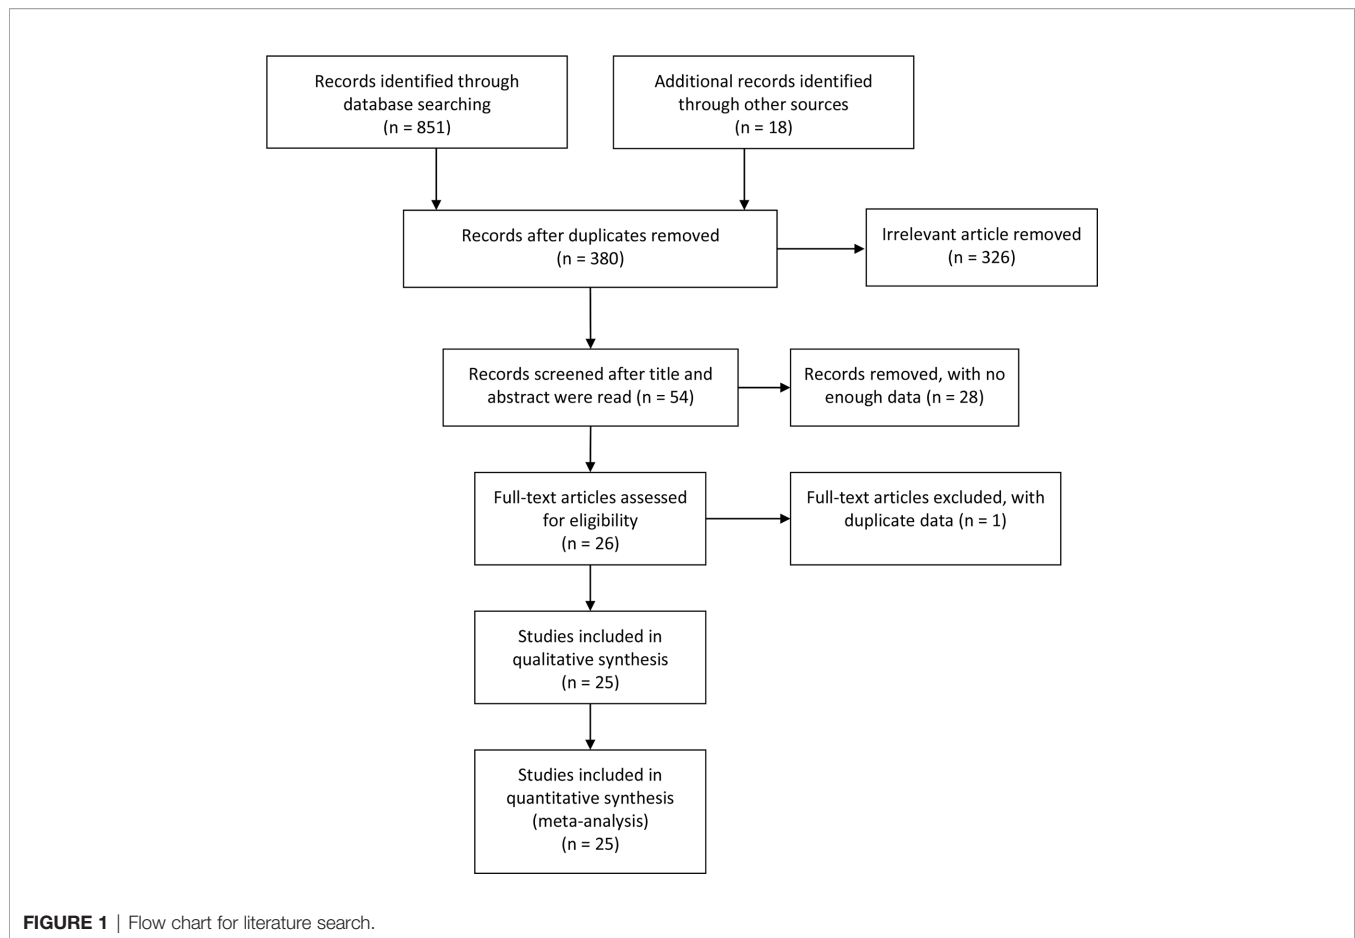 Records identified through
database searching
(n = 851)
Additional records identified
through other sources
(n = 18)
Records after duplicates removed
(n = 380)
Irrelevant article removed
(n = 326)
Records screened after title and
abstract were read (n = 54)
Records removed, with no
enough data (n = 28)
Full-text articles assessed
for eligibility
(n = 26)
Full-text articles excluded, with
duplicate data (n = 1)
Studies included in
qualitative synthesis
(n = 25)
Studies included in
quantitative synthesis
(meta-analysis)
(n = 25)
FIGURE 1 | Flow chart for literature search.